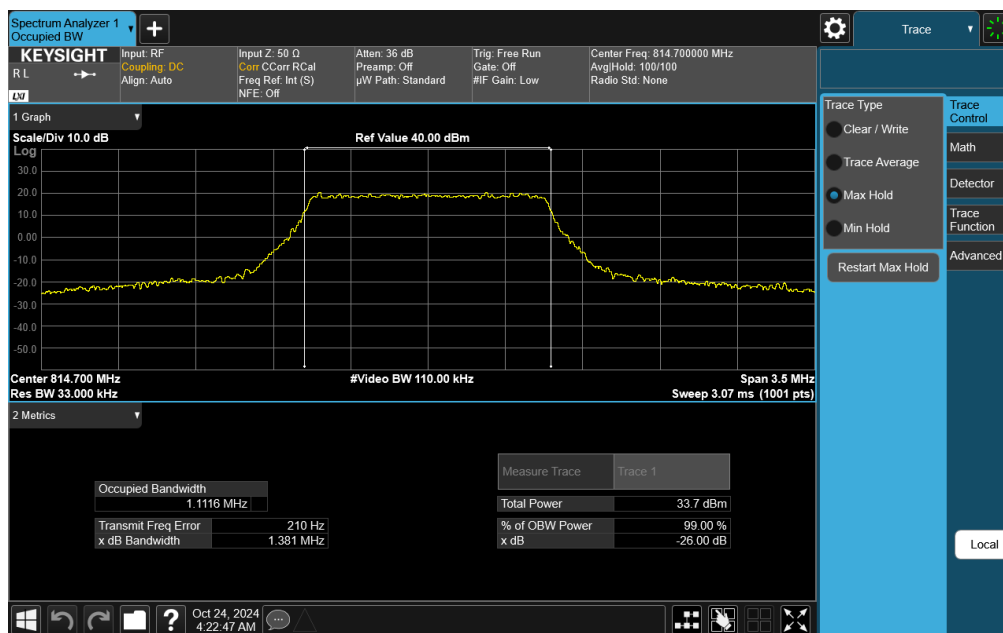 Spectrum Analyzer 1
Occupied BW
Trace
KEYSIGHT
R L
LXI
Input: RF
Coupling: DC
Align: Auto
Input Z: 50 Ω
Corr CCorr RCal
Freq Ref: Int (S)
NFE: Off
Atten: 36 dB
Preamp: Off
µW Path: Standard
Trig: Free Run
Gate: Off
#IF Gain: Low
Center Freq: 814.700000 MHz
Avg|Hold: 100/100
Radio Std: None
1 Graph
Scale/Div 10.0 dB
Ref Value 40.00 dBm
Log
30.0
20.0
10.0
0.00
-10.0
-20.0
-30.0
-40.0
-50.0
Center 814.700 MHz
#Video BW 110.00 kHz
Span 3.5 MHz
Res BW 33.000 kHz
Sweep 3.07 ms (1001 pts)
2 Metrics
Measure Trace Trace 1
Occupied Bandwidth
1.1116 MHz
Total Power 33.7 dBm
Transmit Freq Error 210 Hz
% of OBW Power 99.00 %
x dB Bandwidth 1.381 MHz
x dB -26.00 dB
Trace Type
Clear / Write
Trace Average
Max Hold
Min Hold
Restart Max Hold
Trace
Control
Math
Detector
Trace
Function
Advanced
Local
?
Oct 24, 2024
4:22:47 AM